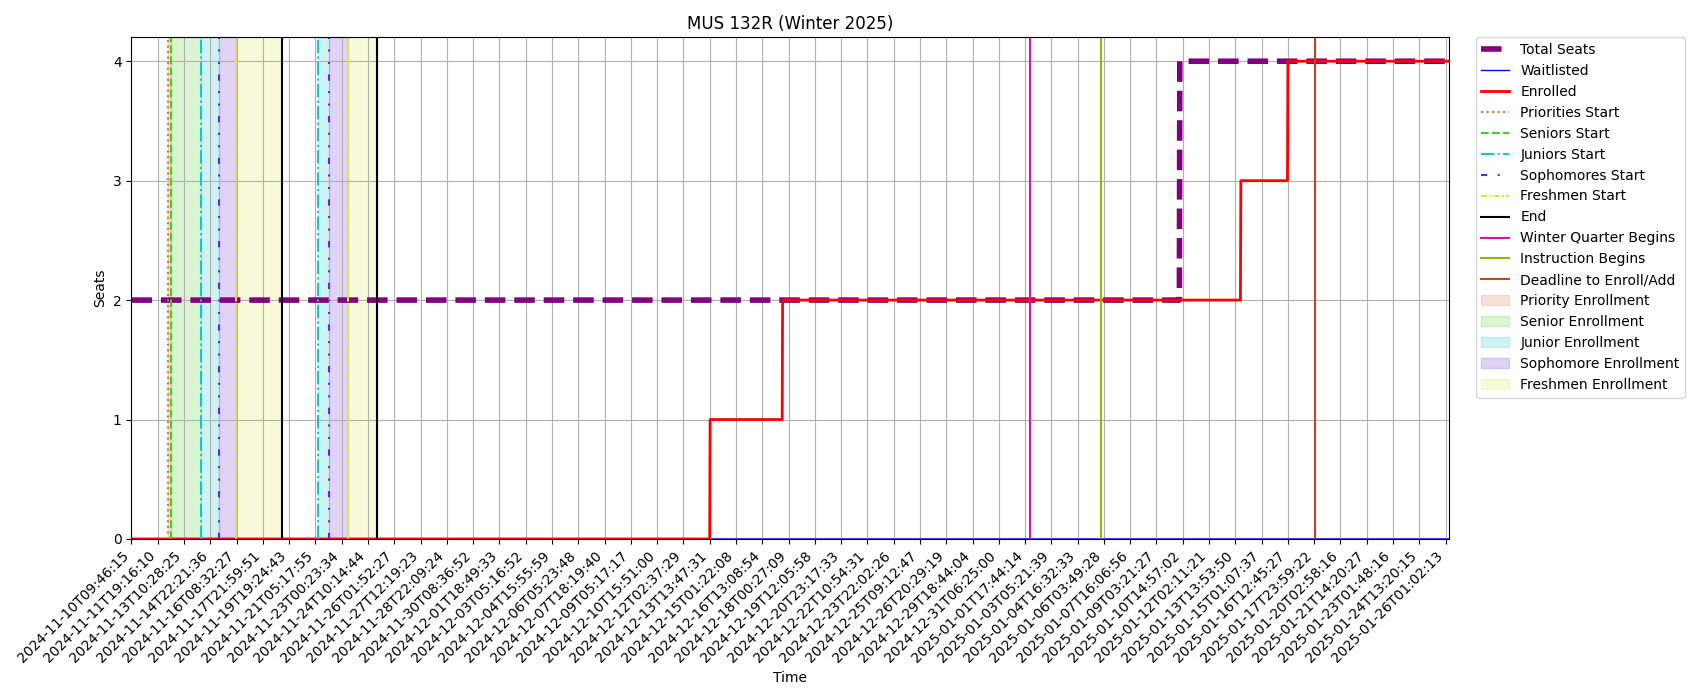 MUS 132R (Winter 2025)
Seats
4
3
2
1
0
2024-11-10T09:46:15
2024-11-11T19:16:10
2024-11-13T10:28:25
2024-11-14T22:21:36
2024-11-16T08:32:27
2024-11-17T21:59:51
2024-11-19T19:24:43
2024-11-21T05:17:55
2024-11-23T00:23:34
2024-11-24T10:14:44
2024-11-26T01:52:27
2024-11-27T12:19:23
2024-11-28T22:09:24
2024-11-30T08:36:52
2024-12-01T18:49:33
2024-12-03T05:16:52
2024-12-04T15:55:59
2024-12-06T05:23:48
2024-12-07T18:19:40
2024-12-09T05:17:17
2024-12-10T15:51:00
2024-12-12T02:37:29
2024-12-13T13:47:31
2024-12-15T01:22:08
2024-12-16T13:08:54
2024-12-18T00:27:09
2024-12-19T12:05:58
2024-12-20T23:17:33
2024-12-22T10:54:31
2024-12-23T22:02:26
2024-12-25T09:12:47
2024-12-26T20:29:19
2024-12-29T18:44:04
2024-12-31T06:25:00
2025-01-01T17:44:14
2025-01-03T05:21:39
2025-01-04T16:32:33
2025-01-06T03:49:28
2025-01-07T16:06:56
2025-01-09T03:21:27
2025-01-10T14:57:02
2025-01-12T02:11:21
2025-01-13T13:53:50
2025-01-15T01:07:37
2025-01-16T12:45:27
2025-01-17T23:59:22
2025-01-20T02:58:16
2025-01-21T14:20:27
2025-01-23T01:48:16
2025-01-24T13:20:15
2025-01-26T01:02:13
Time
Total Seats
Waitlisted
Enrolled
Priorities Start
Seniors Start
Juniors Start
Sophomores Start
Freshmen Start
End
Winter Quarter Begins
Instruction Begins
Deadline to Enroll/Add
Priority Enrollment
Senior Enrollment
Junior Enrollment
Sophomore Enrollment
Freshmen Enrollment